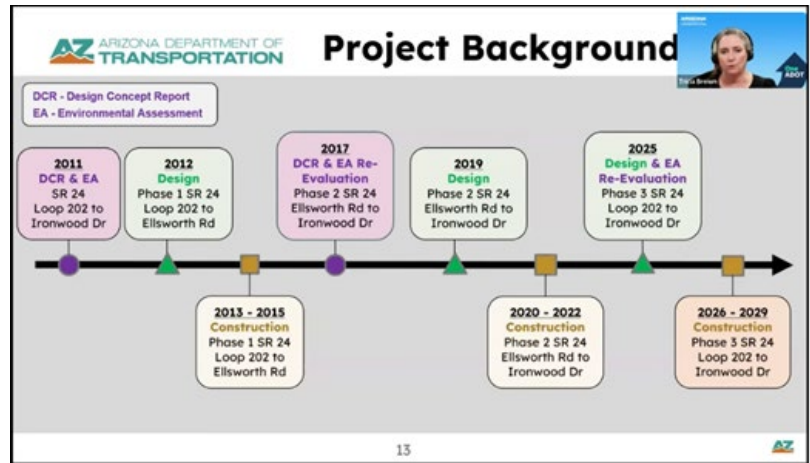 AZ ARIZONA DEPARTMENT OF
TRANSPORTATION
Project Background
One
ADOT
Tricia Brown
DCR - Design Concept Report
EA - Environmental Assessment
2011
DCR & EA
SR 24
Loop 202 to
Ironwood Dr
2012
Design
Phase 1 SR 24
Loop 202 to
Ellsworth Rd
2017
DCR & EA Re-
Evaluation
Phase 2 SR 24
Ellsworth Rd to
Ironwood Dr
2019
Design
Phase 2 SR 24
Ellsworth Rd to
Ironwood Dr
2025
Design & EA
Re-Evaluation
Phase 3 SR 24
Loop 202 to
Ironwood Dr
2013 - 2015
Construction
Phase 1 SR 24
Loop 202 to
Ellsworth Rd
2020 - 2022
Construction
Phase 2 SR 24
Ellsworth Rd to
Ironwood Dr
2026 - 2029
Construction
Phase 3 SR 24
Loop 202 to
Ironwood Dr
13
AZ